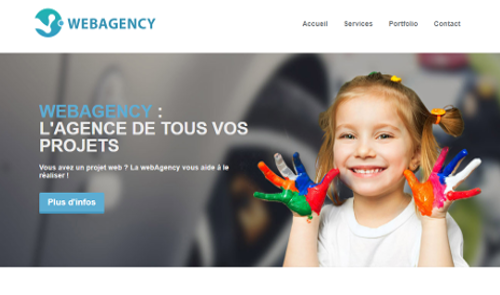 WEBAGENCY
Accueil Services Portfolio Contact
WEBAGENCY :
L'AGENCE DE TOUS VOS
PROJETS
Vous avez un projet web ? La webAgency vous aide à le
réaliser !
Plus d'infos